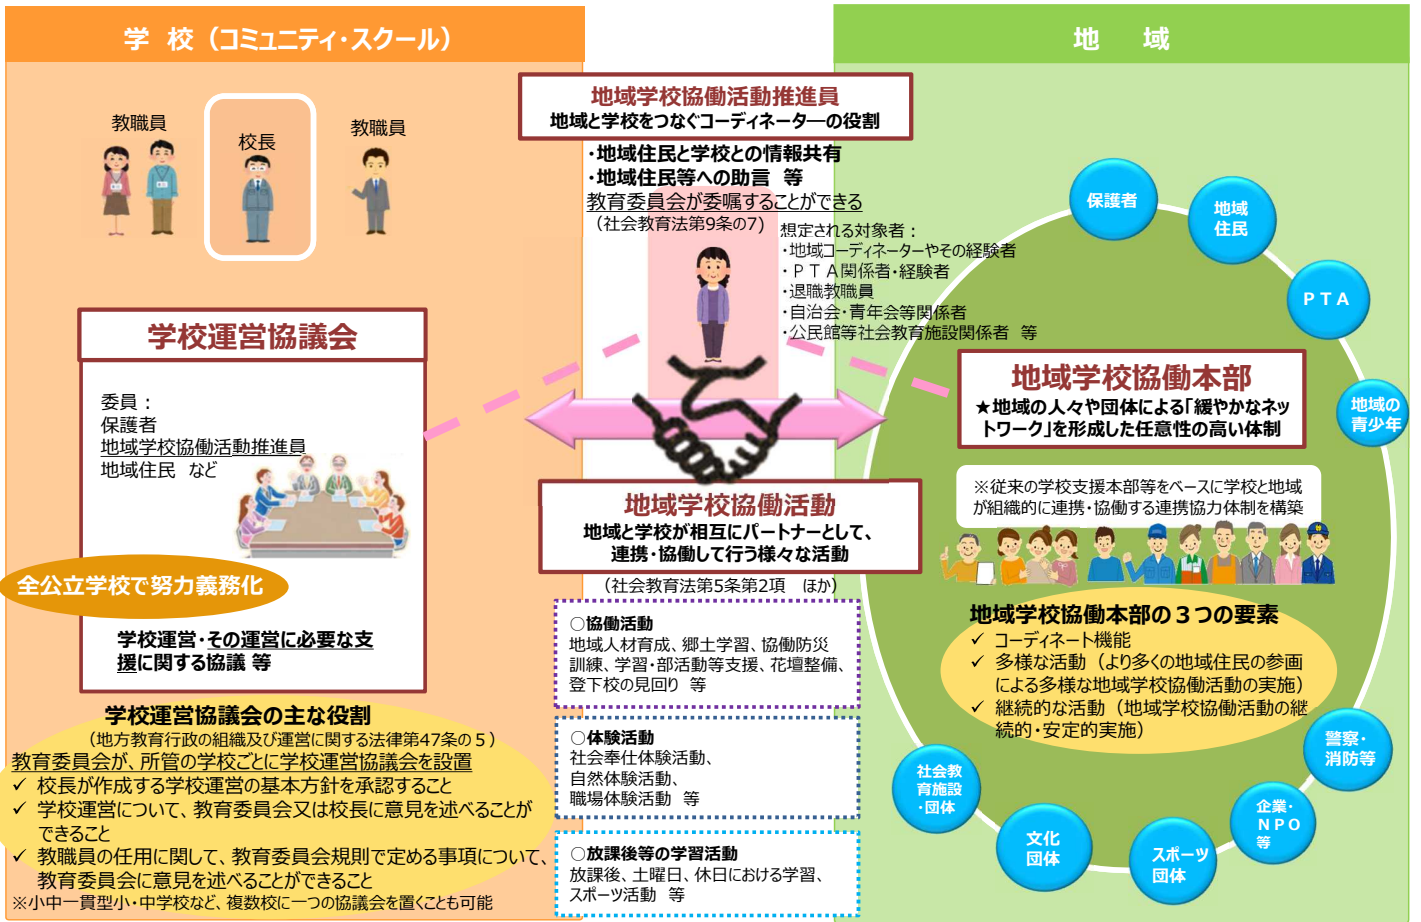 学 校（コミュニティ・スクール）
教職員
校長
教職員
学校運営協議会
委員：
保護者
地域学校協働活動推進員
地域住民 など
全公立学校で努力義務化
学校運営・その運営に必要な支
援に関する協議 等
学校運営協議会の主な役割
（地方教育行政の組織及び運営に関する法律第47条の５）
教育委員会が、所管の学校ごとに学校運営協議会を設置
✓ 校長が作成する学校運営の基本方針を承認すること
✓ 学校運営について、教育委員会又は校長に意見を述べることが
できること
✓ 教職員の任用に関して、教育委員会規則で定める事項について、
教育委員会に意見を述べることができること
※小中一貫型小・中学校など、複数校に一つの協議会を置くことも可能
地域学校協働活動推進員
地域と学校をつなぐコーディネーターの役割
・地域住民と学校との情報共有
・地域住民等への助言 等
教育委員会が委嘱することができる
（社会教育法第9条の7）
想定される対象者：
・地域コーディネーターやその経験者
・ＰＴＡ関係者・経験者
・退職教職員
・自治会・青年会等関係者
・公民館等社会教育施設関係者 等
地域学校協働活動
地域と学校が相互にパートナーとして、
連携・協働して行う様々な活動
（社会教育法第5条第2項 ほか）
○協働活動
地域人材育成、郷土学習、協働防災
訓練、学習・部活動等支援、花壇整備、
登下校の見回り 等
○体験活動
社会奉仕体験活動、
自然体験活動、
職場体験活動 等
○放課後等の学習活動
放課後、土曜日、休日における学習、
スポーツ活動 等
地 域
保護者
地域
住民
ＰＴＡ
地域の
青少年
地域学校協働本部
★地域の人々や団体による「緩やかなネッ
トワーク」を形成した任意性の高い体制
※従来の学校支援本部等をベースに学校と地域
が組織的に連携・協働する連携協力体制を構築
地域学校協働本部の３つの要素
✓ コーディネート機能
✓ 多様な活動（より多くの地域住民の参画
による多様な地域学校協働活動の実施）
✓ 継続的な活動（地域学校協働活動の継
続的・安定的実施）
警察・
消防等
企業・
ＮＰＯ
等
スポーツ
団体
文化
団体
社会教
育施設
・団体